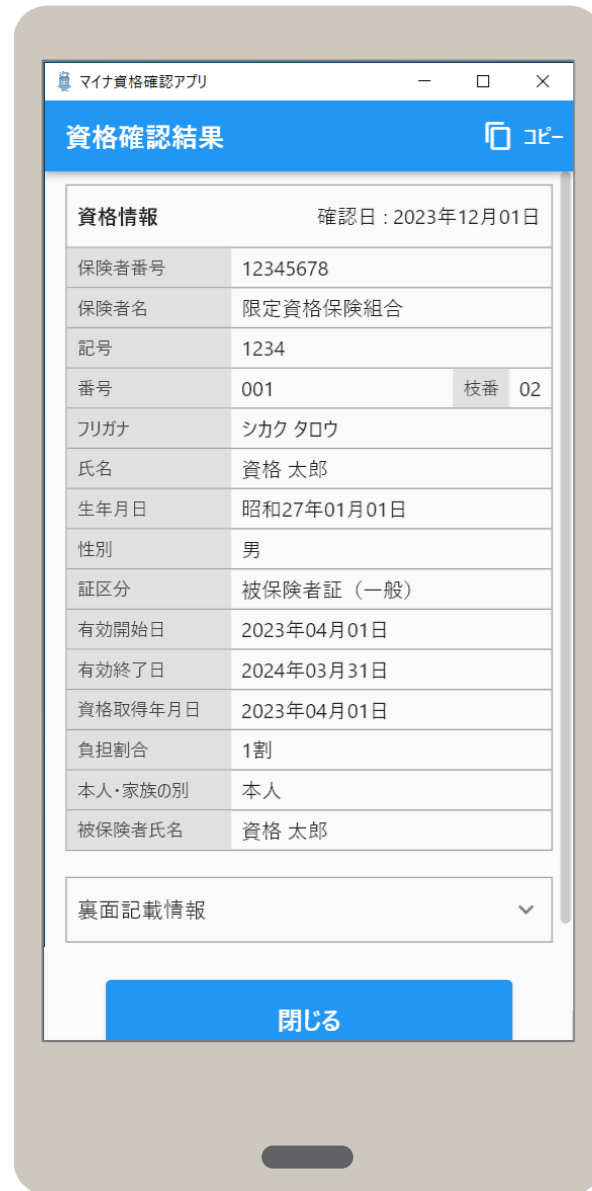 マイナ資格確認アプリ
資格確認結果 コピー
資格情報 確認日 : 2023年12月01日
保険者番号 12345678
保険者名 限定資格保険組合
記号 1234
番号 001 枝番 02
フリガナ シカク タロウ
氏名 資格 太郎
生年月日 昭和27年01月01日
性別 男
証区分 被保険者証（一般）
有効開始日 2023年04月01日
有効終了日 2024年03月31日
資格取得年月日 2023年04月01日
負担割合 1割
本人・家族の別 本人
被保険者氏名 資格 太郎
裏面記載情報
閉じる